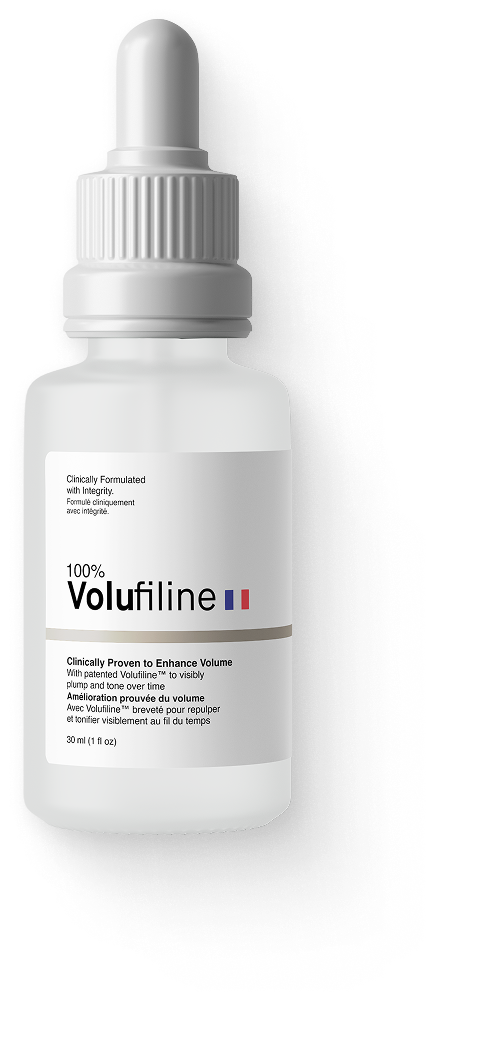 Clinically Formulated
with Integrity.
Formulé cliniquement
avec intégrité.
100%
Volufiline
Clinically Proven to Enhance Volume
With patented Volufiline™ to visibly
plump and tone over time
Amélioration prouvée du volume
Avec Volufiline™ breveté pour repulper
et tonifier visiblement au fil du temps
30 ml (1 fl oz)